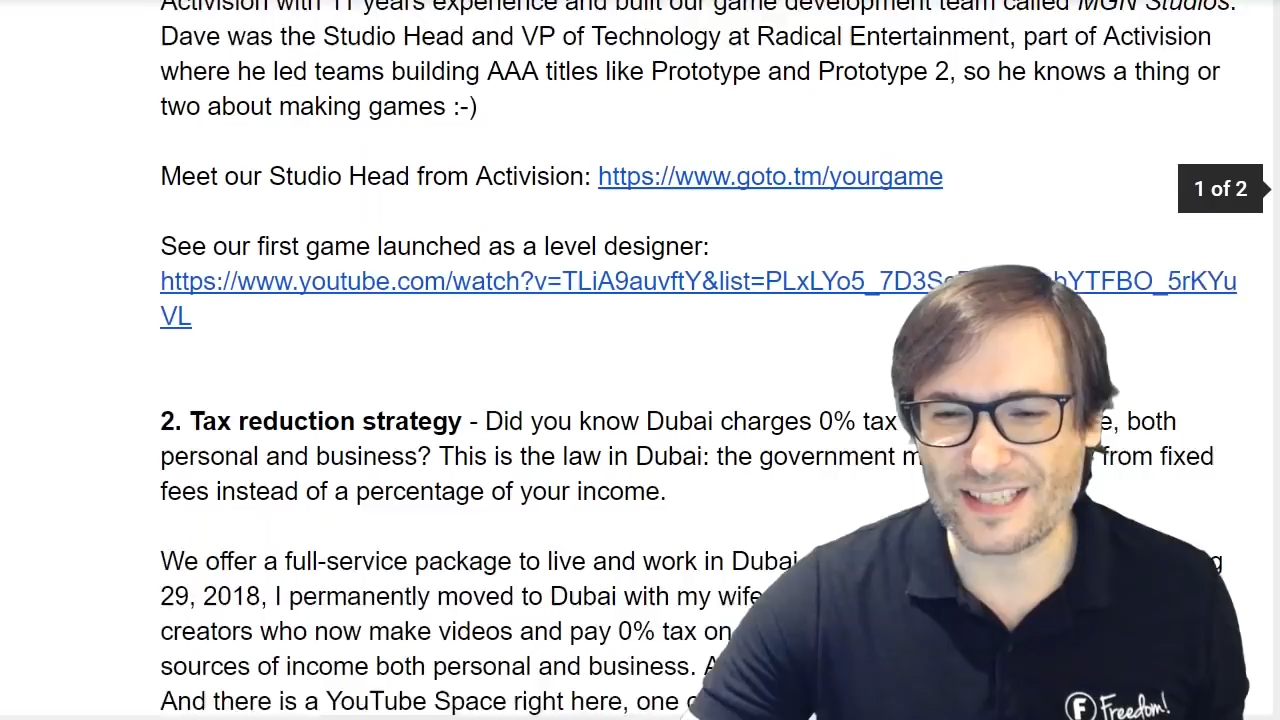 Activision with 11 years experience and built our game development team called MGN Studios.
Dave was the Studio Head and VP of Technology at Radical Entertainment, part of Activision
where he led teams building AAA titles like Prototype and Prototype 2, so he knows a thing or
two about making games :-)
Meet our Studio Head from Activision: https://www.goto.tm/yourgame
1 of 2
See our first game launched as a level designer:
https://www.youtube.com/watch?v=TLiA9auvftY&list=PLxLYo5_7D3S YTFBO_5rKYu
VL
2. Tax reduction strategy - Did you know Dubai charges 0% tax both
personal and business? This is the law in Dubai: the government from fixed
fees instead of a percentage of your income.
We offer a full-service package to live and work in Dubai
29, 2018, I permanently moved to Dubai with my wife
creators who now make videos and pay 0% tax on
sources of income both personal and business.
And there is a YouTube Space right here, one
F Freedom!